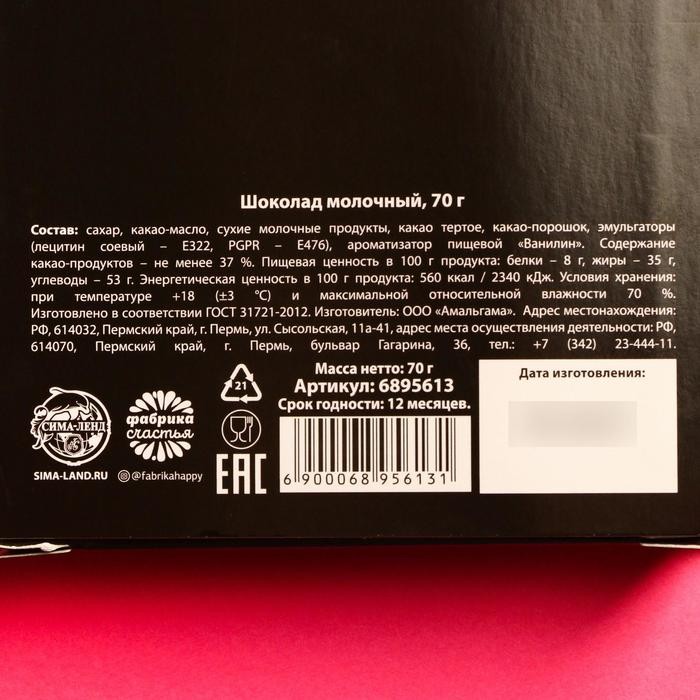 Шоколад молочный, 70 г
Состав: сахар, какао-масло, сухие молочные продукты, какао тертое, какао-порошок, эмульгаторы
(лецитин соевый – Е322, PGPR – Е476), ароматизатор пищевой «Ванилин». Содержание
какао-продуктов – не менее 37 %. Пищевая ценность в 100 г продукта: белки – 8 г, жиры – 35 г,
углеводы – 53 г. Энергетическая ценность в 100 г продукта: 560 ккал / 2340 кДж. Условия хранения:
при температуре +18 (±3 °С) и максимальной относительной влажности 70 %.
Изготовлено в соответствии ГОСТ 31721-2012. Изготовитель: ООО «Амальгама». Адрес местонахождения:
РФ, 614032, Пермский край, г. Пермь, ул. Сысольская, 11а-41, адрес места осуществления деятельности: РФ,
614070, Пермский край, г. Пермь, бульвар Гагарина, 36, тел.: +7 (342) 23-444-11.
Масса нетто: 70 г
Артикул: 6895613
Срок годности: 12 месяцев.
Дата изготовления:
21
СИМА-ЛЕНД
SIMA-LAND.RU
фабрика
счастья
@fabrikahappy
EAC
6 900068 956131